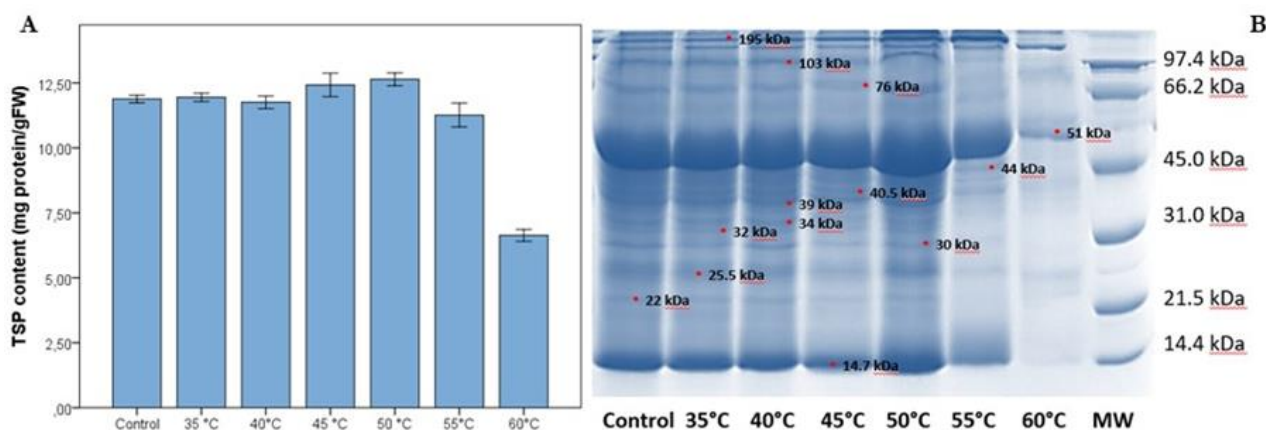 A
B
TSP content (mg protein/gFW)
12,50
10,00
7,50
5,00
2,50
,00
Control 35 °C 40°C 45 °C 50 °C 55°C 60°C
195 kDa
103 kDa
76 kDa
51 kDa
44 kDa
40.5 kDa
39 kDa
34 kDa
32 kDa
30 kDa
25.5 kDa
22 kDa
14.7 kDa
97.4 kDa
66.2 kDa
45.0 kDa
31.0 kDa
21.5 kDa
14.4 kDa
Control 35°C 40°C 45°C 50°C 55°C 60°C MW